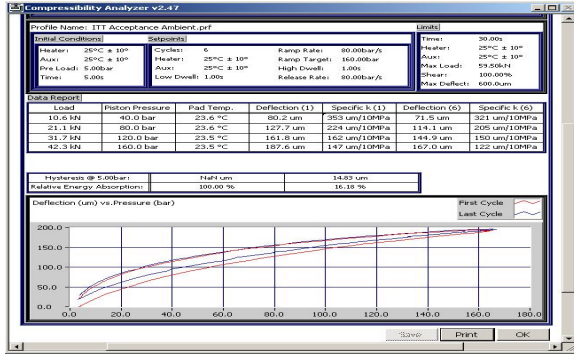 Compressibility Analyzer v2.47
Profile Name: ITT Acceptance Ambient.prf
Limits
Initial Conditions
Setpoints
Heater: 25°C ± 10°
Aux: 25°C ± 10°
Pre Load: 5.00bar
Time: 5.00s
Cycles: 6
Heater: 25°C ± 10°
Aux: 25°C ± 10°
Low Dwell: 1.00s
Ramp Rate: 80.00bar/s
Ramp Target: 160.00bar
High Dwell: 1.00s
Release Rate: 80.00bar/s
Time: 30.00s
Heater: 25°C ± 10°
Aux: 25°C ± 10°
Max Load: 59.50kN
Shear: 100.00%
Max Deflect: 600.0um
Data Report
Load Piston Pressure Pad Temp. Deflection (1) Specific k (1) Deflection (6) Specific k (6)
10.6 kN 40.0 bar 23.6 °C 80.2 um 353 um/10MPa 71.5 um 321 um/10MPa
21.1 kN 80.0 bar 23.6 °C 127.7 um 224 um/10MPa 114.1 um 205 um/10MPa
31.7 kN 120.0 bar 23.5 °C 161.8 um 162 um/10MPa 144.9 um 150 um/10MPa
42.3 kN 160.0 bar 23.5 °C 187.6 um 147 um/10MPa 167.0 um 122 um/10MPa
Hysteresis @ 5.00bar: NaN um 14.83 um
Relative Energy Absorption: 100.00 % 16.18 %
Deflection (um) vs.Pressure (bar)
First Cycle
Last Cycle
200.0
150.0
100.0
50.0
0.0
0.0 20.0 40.0 60.0 80.0 100.0 120.0 140.0 160.0 180.0
Save Print OK